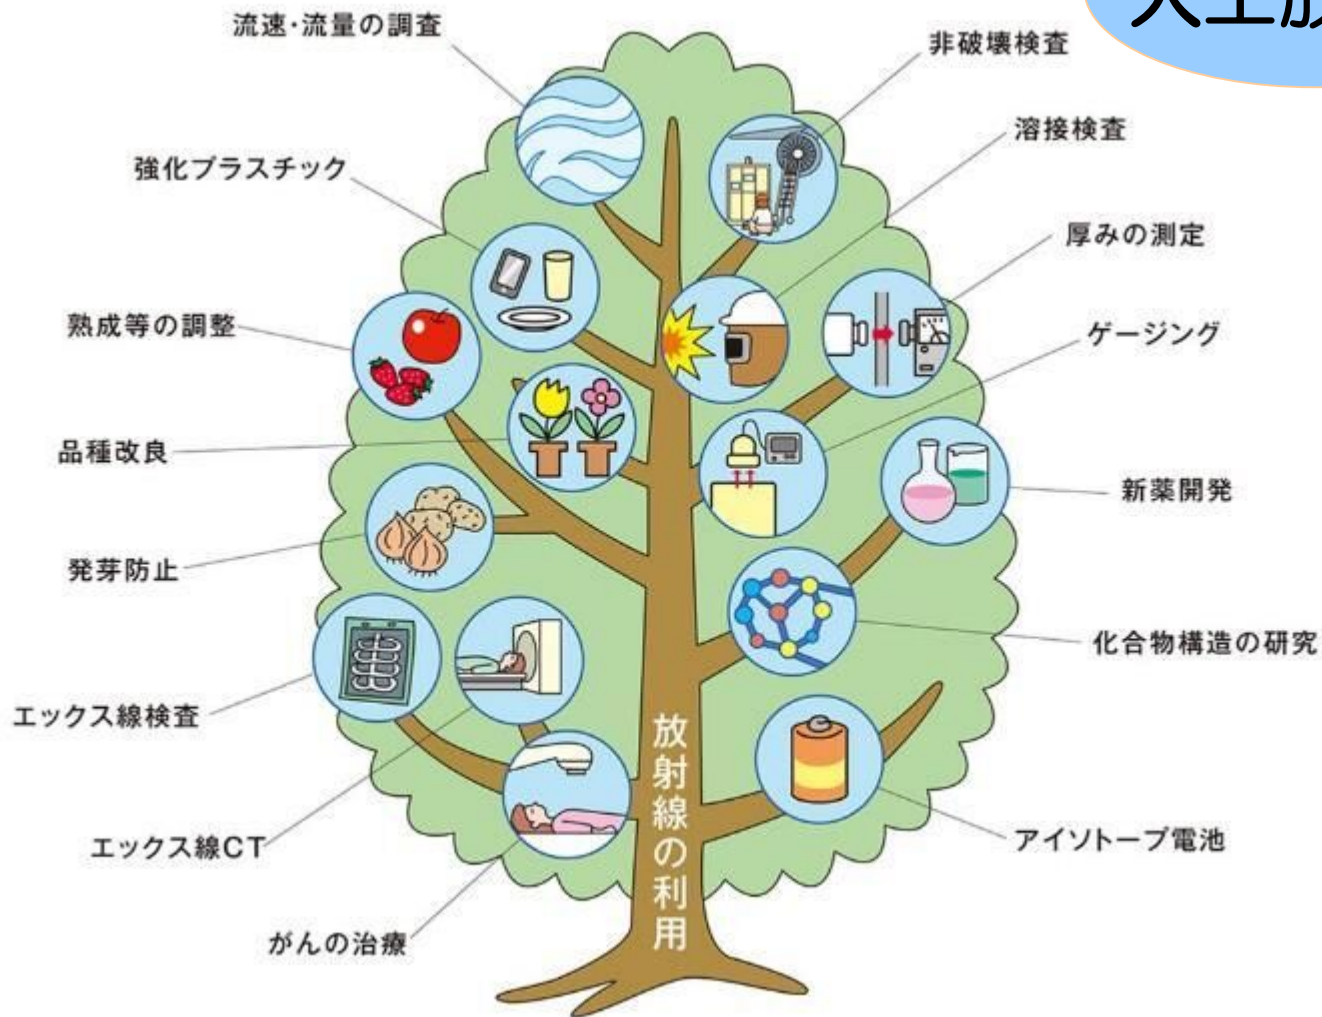 人工放
流速・流量の調査
非破壊検査
溶接検査
強化プラスチック
厚みの測定
熟成等の調整
ゲージング
品種改良
新薬開発
発芽防止
化合物構造の研究
エックス線検査
アイソトープ電池
エックス線CT
がんの治療
放射線の利用